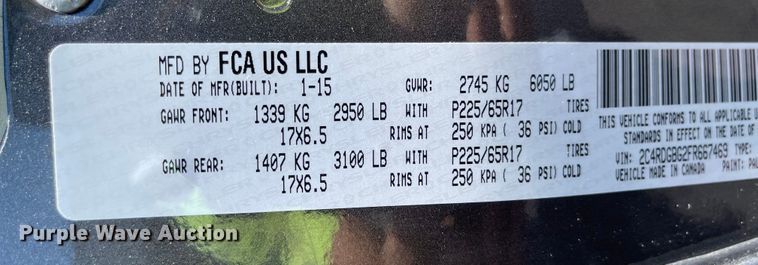 MFD BY FCA US LLC
DATE OF MFR(BUILT): 1-15 GVWR: 2745 KG 6050 LB
GAWR FRONT: 1339 KG 2950 LB WITH P225/65R17 TIRES
17X6.5 RIMS AT 250 KPA ( 36 PSI) COLD
GAWR REAR: 1407 KG 3100 LB WITH P225/65R17 TIRES
17X6.5 RIMS AT 250 KPA ( 36 PSI) COLD
THIS VEHICLE CONFORMS TO ALL APPLICABLE
STANDARDS IN EFFECT ON THE DATE OF
VIN: 2C4RDGBG2FR667469 TYPE:
VEHICLE MADE IN CANADA PAINT:
Purple Wave Auction